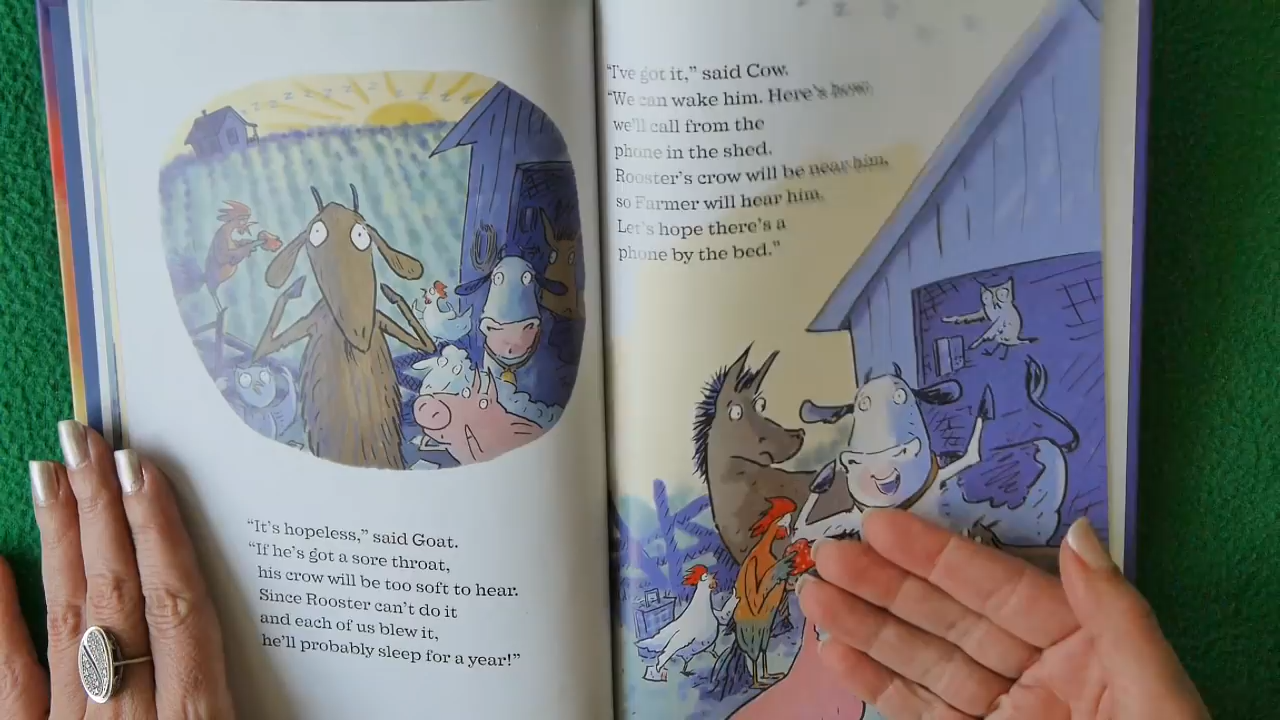 “It’s hopeless,” said Goat.
“If he’s got a sore throat,
his crow will be too soft to hear.
Since Rooster can’t do it
and each of us blew it,
he’ll probably sleep for a year!”
“I’ve got it,” said Cow.
“We can wake him. Here’s how:
we’ll call from the
phone in the shed.
Rooster’s crow will be near him,
so Farmer will hear him.
Let’s hope there’s a
phone by the bed.”